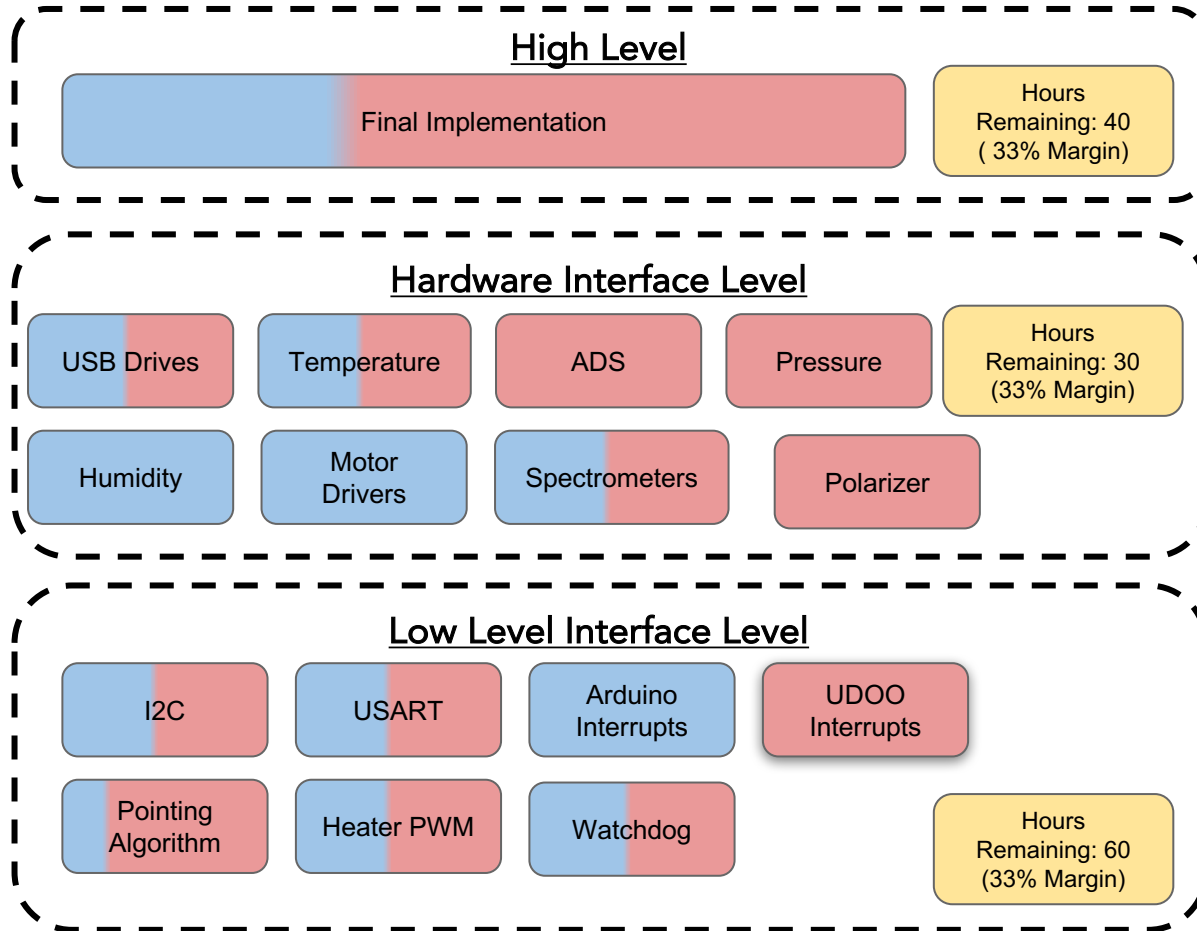 High Level
Final Implementation
Hours
Remaining: 40
( 33% Margin)
Hardware Interface Level
USB Drives
Temperature
ADS
Pressure
Hours
Remaining: 30
(33% Margin)
Humidity
Motor
Drivers
Spectrometers
Polarizer
Low Level Interface Level
I2C
USART
Arduino
Interrupts
UDOO
Interrupts
Pointing
Algorithm
Heater PWM
Watchdog
Hours
Remaining: 60
(33% Margin)